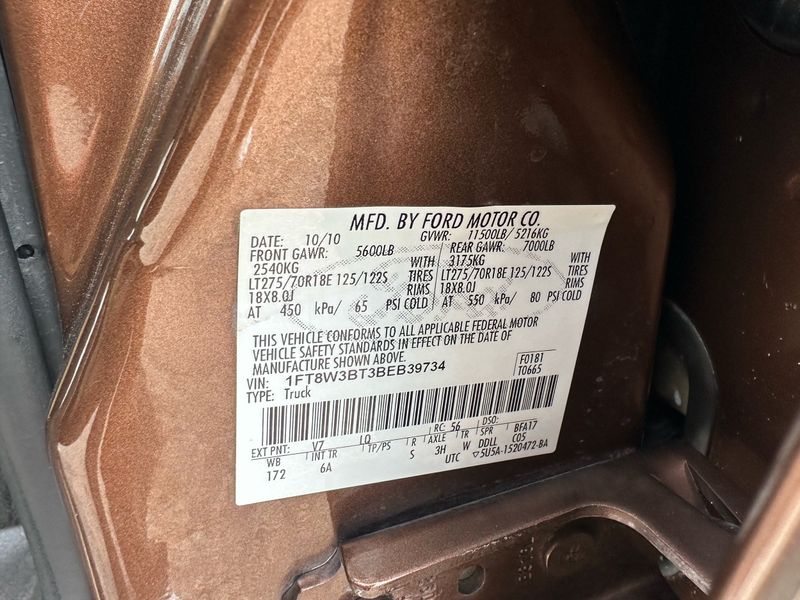 MFD. BY FORD MOTOR CO.
DATE: 10/10 GVWR: 11500LB/ 5216KG
FRONT GAWR: 5600LB REAR GAWR: 7000LB
2540KG WITH 3175KG WITH
LT275/70R18E 125/122S TIRES LT275/70R18E 125/122S TIRES
18X8.0J RIMS 18X8.0J RIMS
AT 450 kPa/ 65 PSI COLD AT 550 kPa/ 80 PSI COLD
THIS VEHICLE CONFORMS TO ALL APPLICABLE FEDERAL MOTOR
VEHICLE SAFETY STANDARDS IN EFFECT ON THE DATE OF
MANUFACTURE SHOWN ABOVE.
F0181
VIN: 1FT8W3BT3BEB39734
T0665
TYPE: Truck
EXT PNT: V7 LQ RC: 56 DSO:
WB INT TR TP/PS R AXLE TR SPR BFA17
172 6A S 3H W DDLL C05
UTC ▽5U5A-1520472-BA